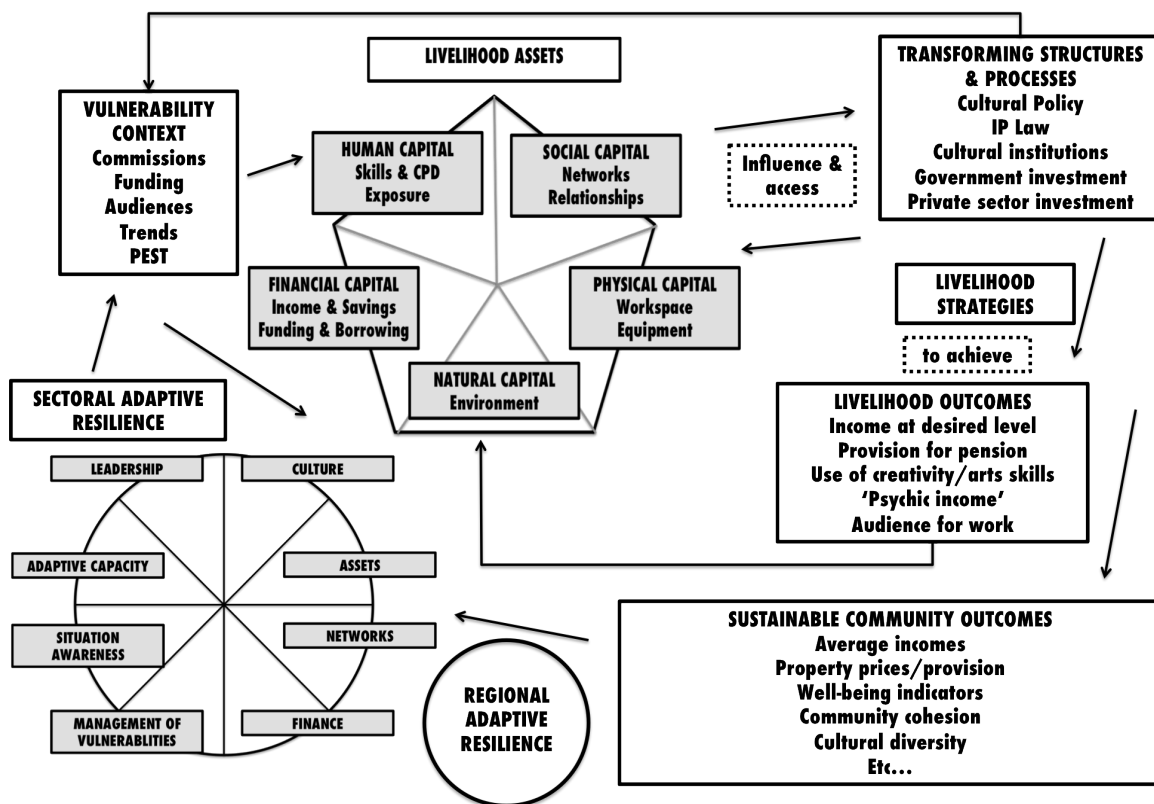 LIVELIHOOD ASSETS
VULNERABILITY
CONTEXT
Commissions
Funding
Audiences
Trends
PEST
HUMAN CAPITAL
Skills & CPD
Exposure
SOCIAL CAPITAL
Networks
Relationships
FINANCIAL CAPITAL
Income & Savings
Funding & Borrowing
PHYSICAL CAPITAL
Workspace
Equipment
NATURAL CAPITAL
Environment
Influence &
access
TRANSFORMING STRUCTURES
& PROCESSES
Cultural Policy
IP Law
Cultural institutions
Government investment
Private sector investment
LIVELIHOOD
STRATEGIES
to achieve
LIVELIHOOD OUTCOMES
Income at desired level
Provision for pension
Use of creativity/arts skills
‘Psychic income’
Audience for work
SECTORAL ADAPTIVE
RESILIENCE
LEADERSHIP
CULTURE
ADAPTIVE CAPACITY
ASSETS
SITUATION
AWARENESS
NETWORKS
MANAGEMENT OF
VULNERABLITIES
FINANCE
REGIONAL
ADAPTIVE
RESILIENCE
SUSTAINABLE COMMUNITY OUTCOMES
Average incomes
Property prices/provision
Well-being indicators
Community cohesion
Cultural diversity
Etc...